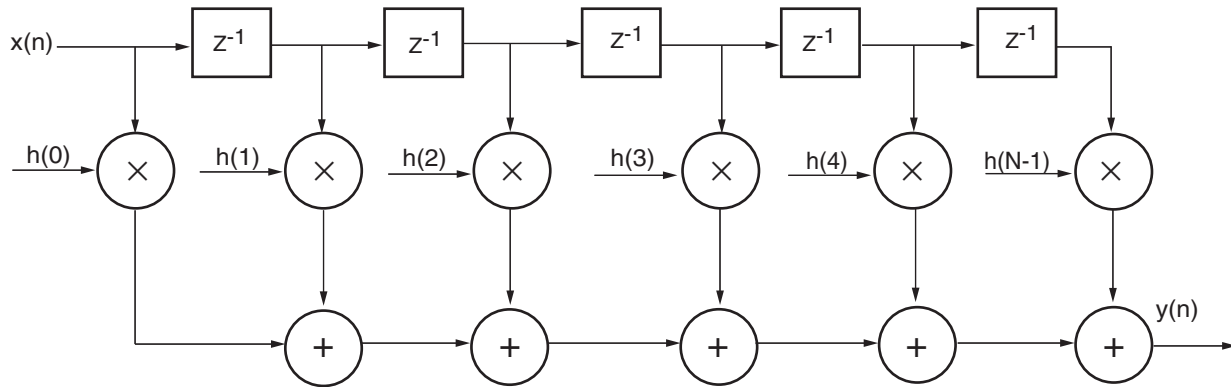 x(n) Z-1 Z-1 Z-1 Z-1 Z-1
h(0) × h(1) × h(2) × h(3) × h(4) × h(N-1) ×
+ + + + + y(n)